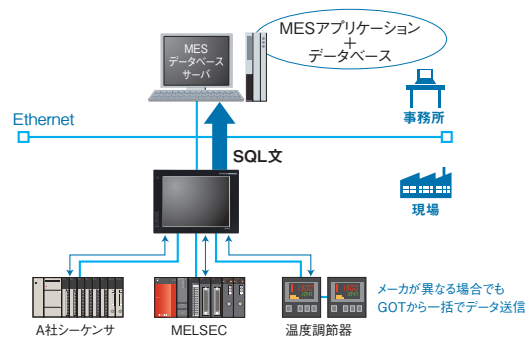 MESアプリケーション
＋
データベース
MES
データベース
サーバ
事務所
Ethernet
SQL文
現場
A社シーケンサ
MELSEC
温度調節器
メーカが異なる場合でも
GOTから一括でデータ送信